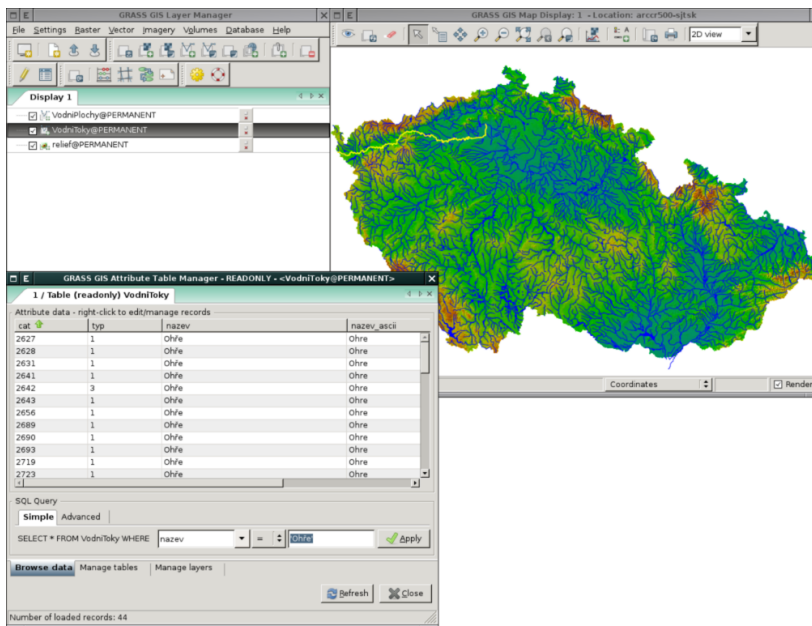 GRASS GIS Layer Manager
File Settings Raster Vector Imagery Volumes Database Help
Display 1
VodniPlochy@PERMANENT
VodniToky@PERMANENT
relief@PERMANENT
GRASS GIS Map Display: 1 - Location: arccr500-sjtsk
2D view
Coordinates
Render
GRASS GIS Attribute Table Manager - READONLY - <VodniToky@PERMANENT>
1 / Table (readonly) VodniToky
Attribute data - right-click to edit/manage records
cat typ nazev nazev_ascii
2627 1 Ohře Ohre
2628 1 Ohře Ohre
2631 1 Ohře Ohre
2641 1 Ohře Ohre
2642 3 Ohře Ohre
2643 1 Ohře Ohre
2656 1 Ohře Ohre
2689 1 Ohře Ohre
2690 1 Ohře Ohre
2693 1 Ohře Ohre
2719 1 Ohře Ohre
2723 1 Ohře Ohre
SQL Query
Simple Advanced
SELECT * FROM VodniToky WHERE nazev = 'Ohře' Apply
Browse data Manage tables Manage layers
Refresh Close
Number of loaded records: 44